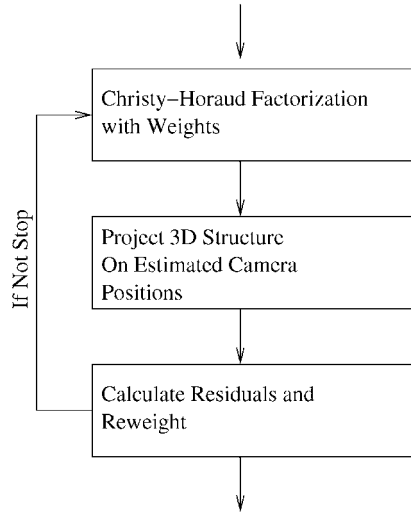 Christy–Horaud Factorization
with Weights
Project 3D Structure
On Estimated Camera
Positions
If Not Stop
Calculate Residuals and
Reweight